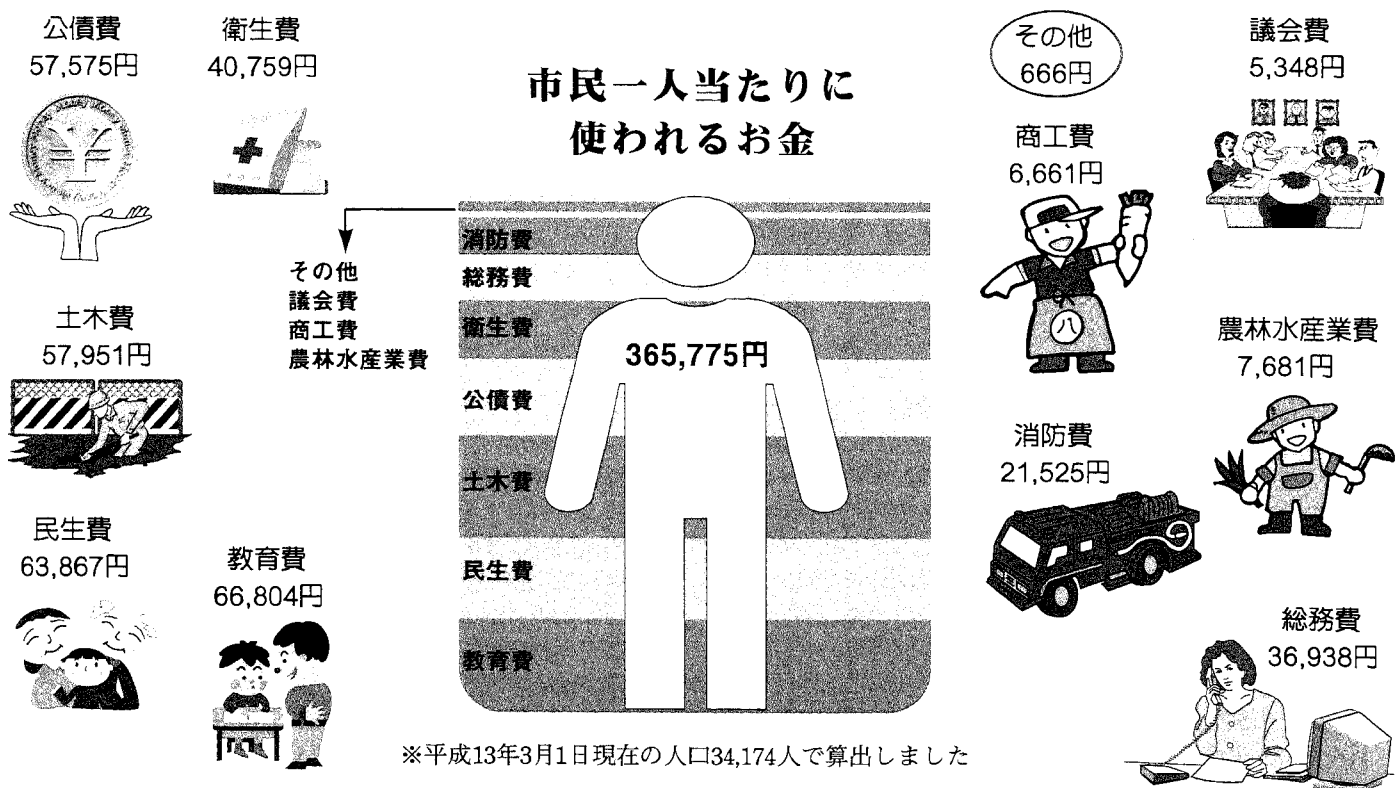 公債費
57,575円
衛生費
40,759円
市民一人当たりに
使われるお金
その他
666円
議会費
5,348円
商工費
6,661円
八
農林水産業費
7,681円
消防費
21,525円
総務費
36,938円
土木費
57,951円
民生費
63,867円
教育費
66,804円
その他
議会費
商工費
農林水産業費
消防費
総務費
衛生費
公債費
土木費
民生費
教育費
365,775円
※平成13年3月1日現在の人口34,174人で算出しました